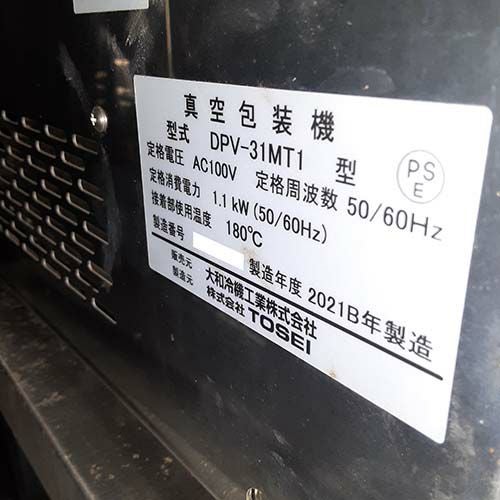 真空包装機
型式 DPV-31MT1 型
PS
E
定格電圧 AC100V 定格周波数 50/60Hz
定格消費電力 1.1 kW (50/60Hz)
接着部使用温度 180℃
製造番号 製造年度 2021B年製造
販売元 大和冷機工業株式会社
製造元 株式会社 TOSEI